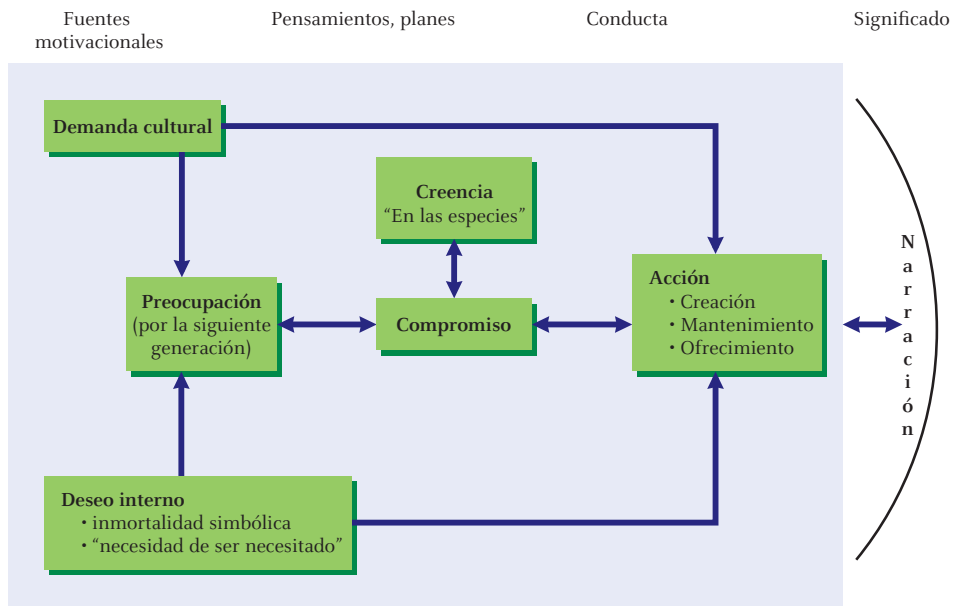 Fuentes
motivacionales
Pensamientos, planes
Conducta
Significado
Demanda cultural
Creencia
“En las especies”
Preocupación
(por la siguiente
generación)
Compromiso
Acción
· Creación
· Mantenimiento
· Ofrecimiento
Narración
Deseo interno
· inmortalidad simbólica
· “necesidad de ser necesitado”